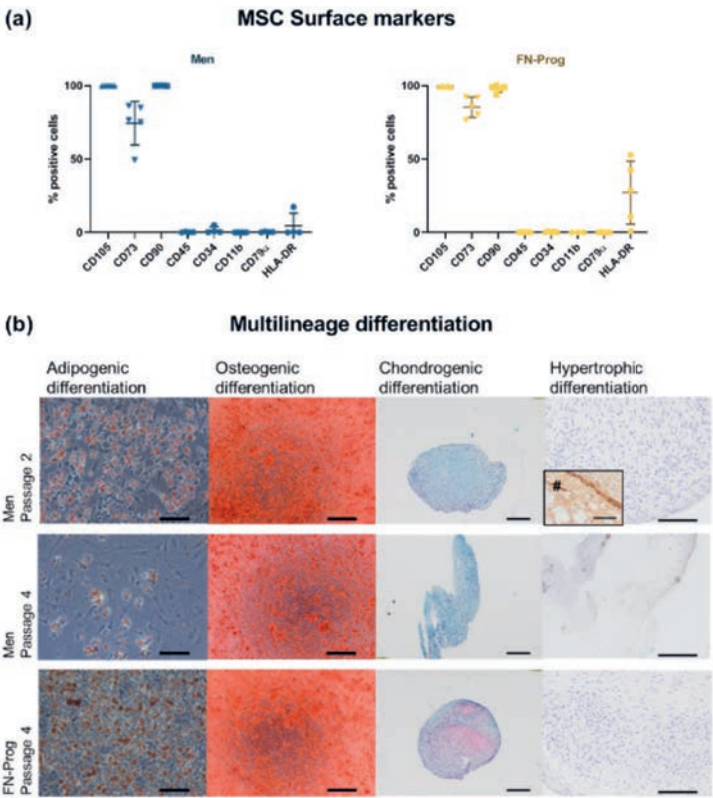 (a)
MSC Surface markers
Men
FN-Prog
% positive cells
100
50
0
CD105
CD73
CD90
CD45
CD34
CD11b
CD79α
HLA-DR
% positive cells
100
50
0
CD105
CD73
CD90
CD45
CD34
CD11b
CD79α
HLA-DR
(b)
Multilineage differentiation
Adipogenic
differentiation
Osteogenic
differentiation
Chondrogenic
differentiation
Hypertrophic
differentiation
Men
Passage 2
#
Men
Passage 4
FN-Prog
Passage 4